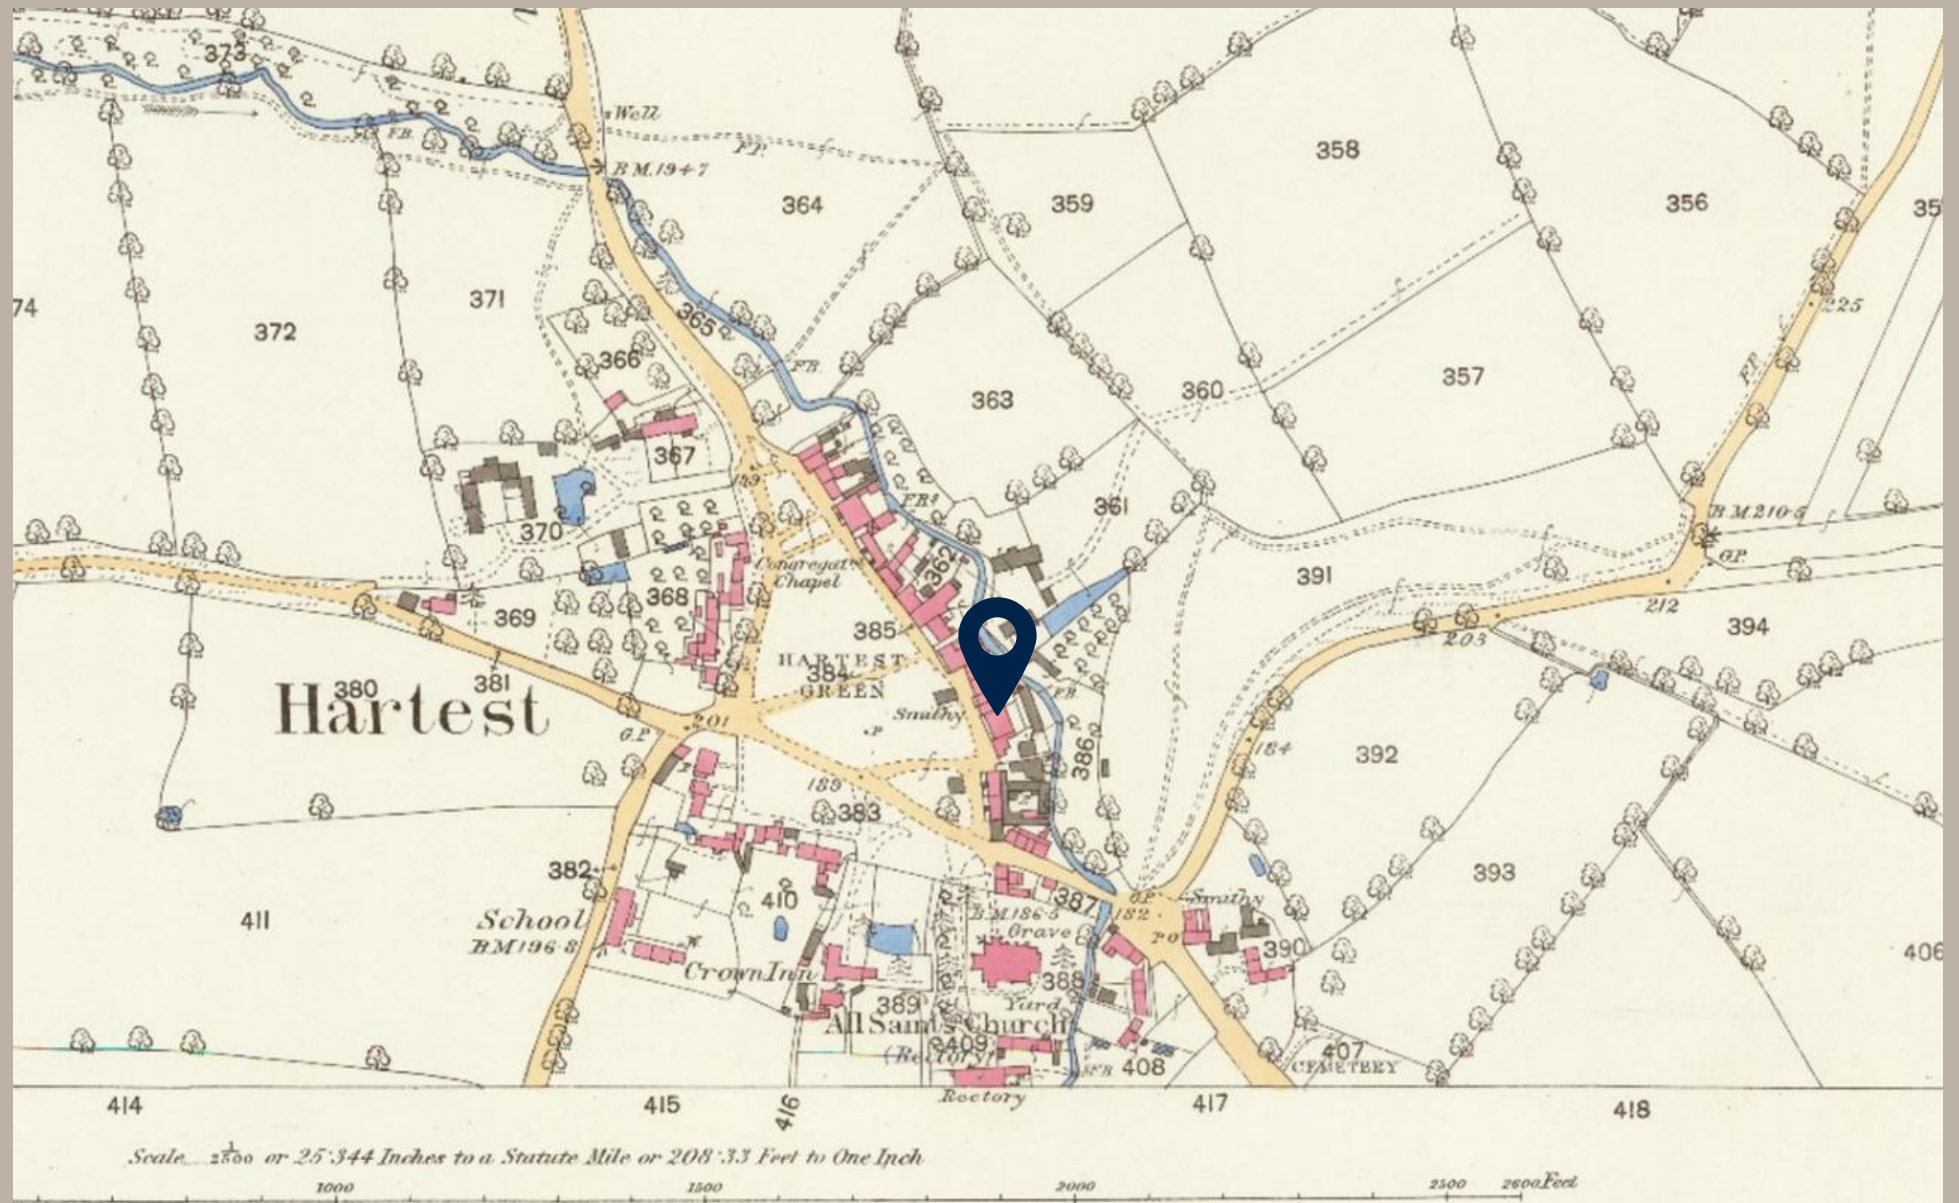 373
Well
F.P.
B.M.194·7
358
364
359
356
35
74
371
372
365
225
366
F.B.
F.P.
363
360
357
367
199
F.B.s
361
B.M.210·5
G.P.
370
362
Congregatl.
Chapel
391
368
369
212
394
385
203
HARTEST
384
GREEN
380
381
Hartest
F.B.
Smithy
201
G.P.
P
184
386
392
189
383
382
393
410
387
G.P.
Smithy
411
School
B.M.196·8
B.M.186·5
182
Grave
P.O.
390
406
W.
Crown Inn
388
389
Yard
All Saints Church
409
(Rectory)
407
CEMETERY
F.B.
408
Rectory
414
415
416
417
418
Scale 1/2500 or 25·344 Inches to a Statute Mile or 208·33 Feet to One Inch
1000
1500
2000
2500
2600 Feet